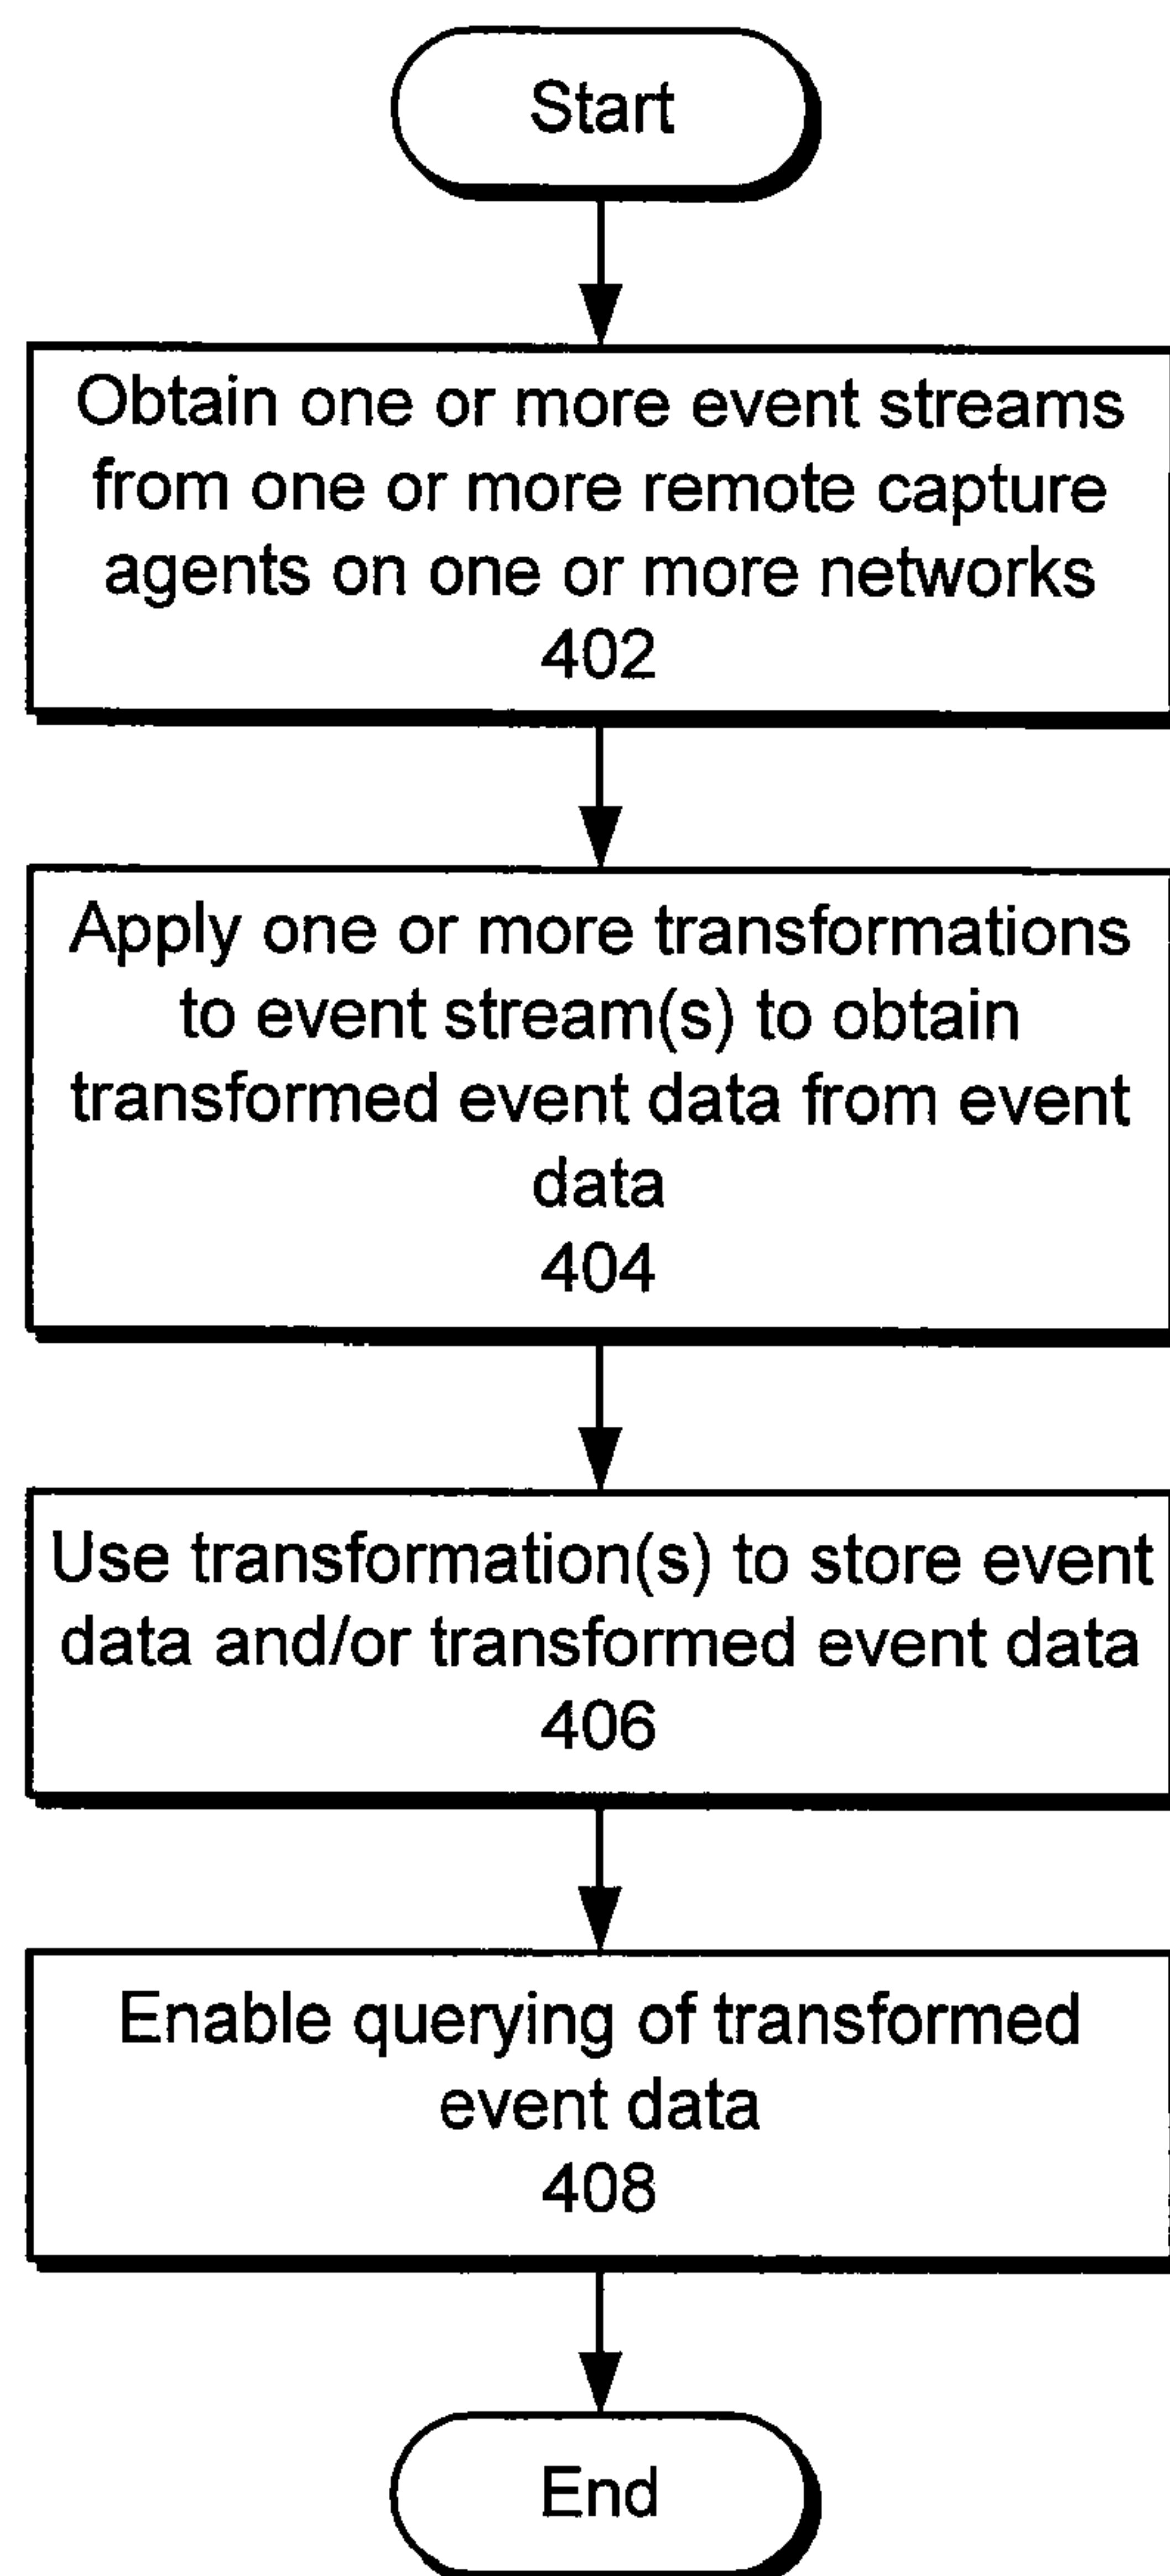 Start
Obtain one or more event streams
from one or more remote capture
agents on one or more networks
402
Apply one or more transformations
to event stream(s) to obtain
transformed event data from event
data
404
Use transformation(s) to store event
data and/or transformed event data
406
Enable querying of transformed
event data
408
End